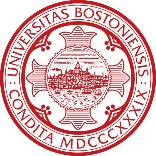 UNIVERSITAS BOSTONIENSIS
CONDITA MDCCCXXXIX